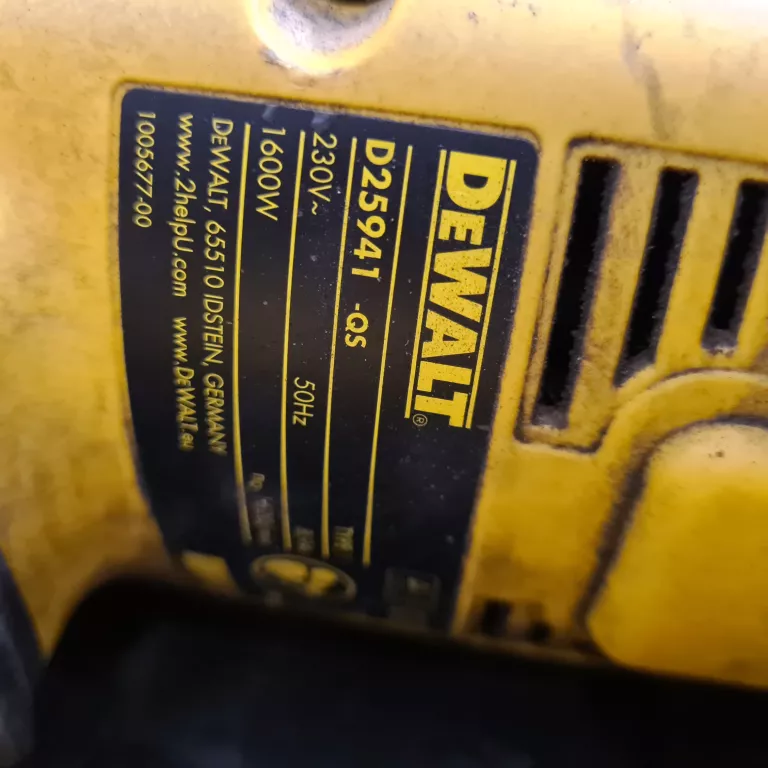 DEWALT®
D25941 -QS
230V~ 50Hz
1600W
DEWALT, 65510 IDSTEIN, GERMANY
www.2helpU.com www.DEWALT.eu
1005677-00